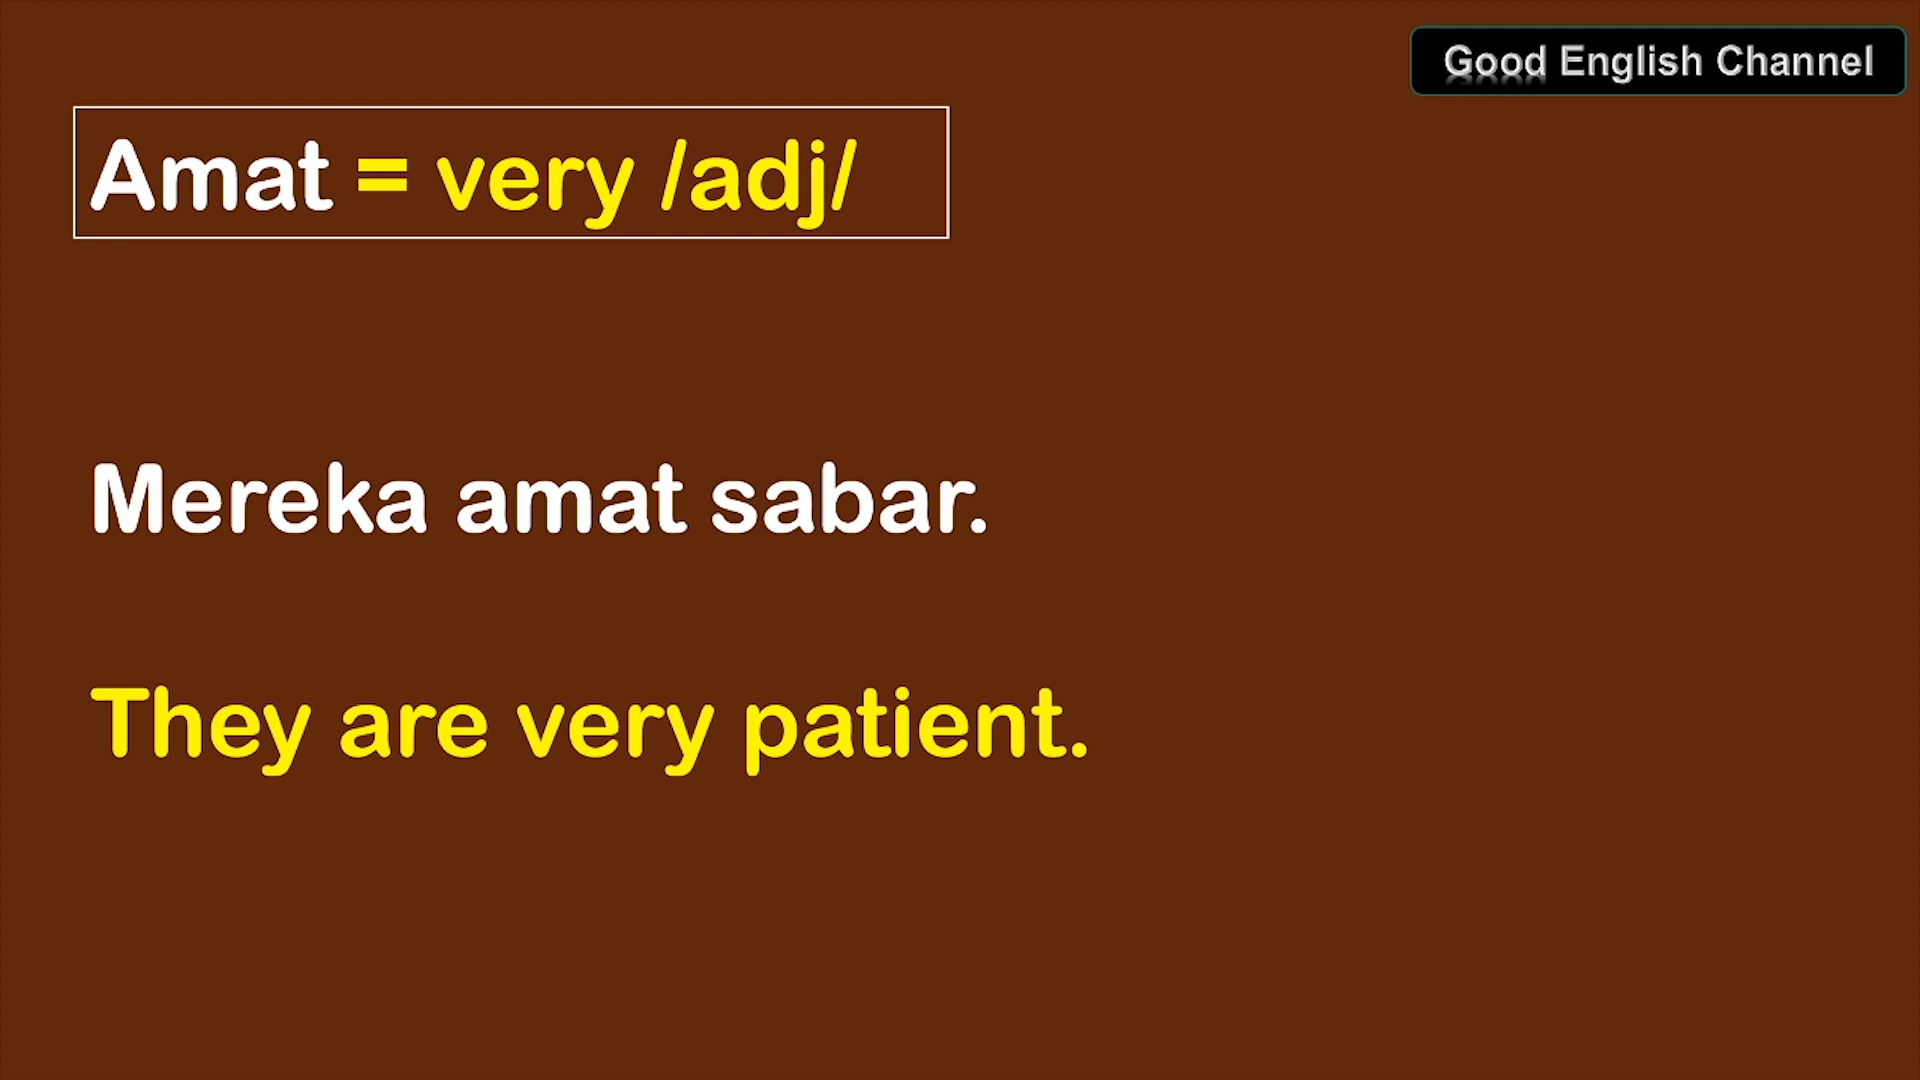 Good English Channel
Amat = very /adj/
Mereka amat sabar.
They are very patient.